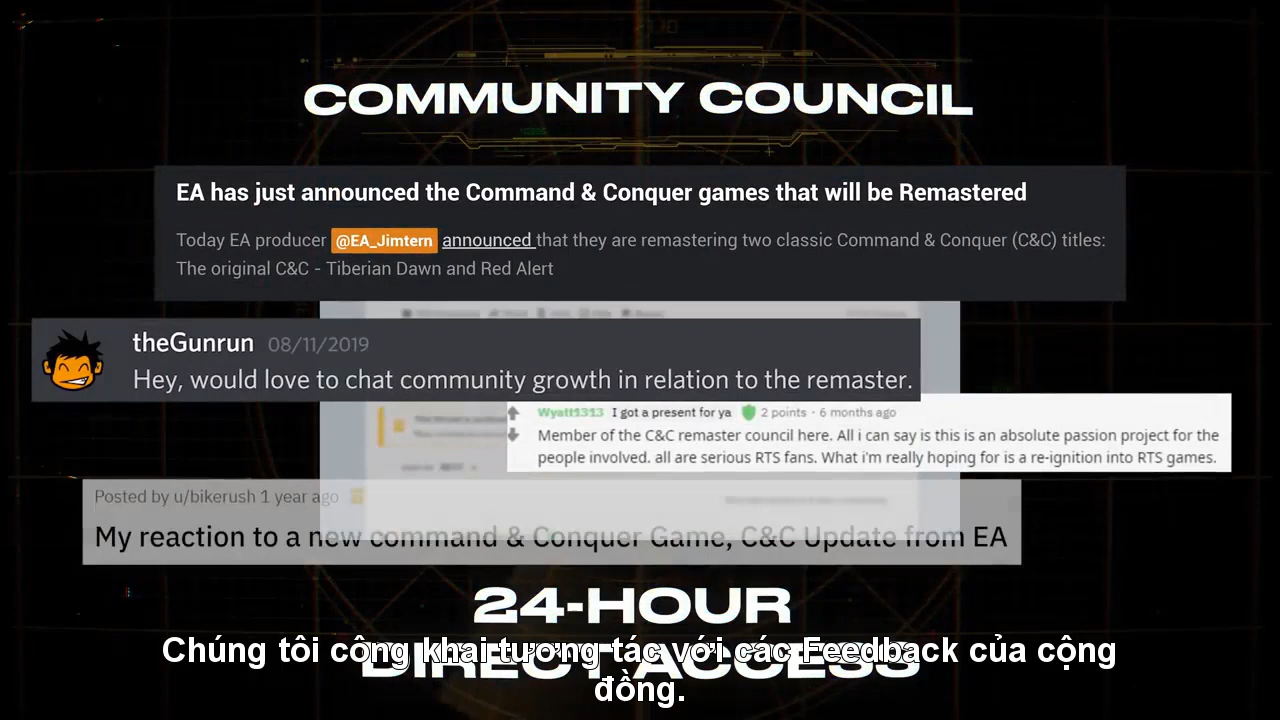 COMMUNITY COUNCIL
EA has just announced the Command & Conquer games that will be Remastered
Today EA producer @EA_Jimtern announced that they are remastering two classic Command & Conquer (C&C) titles:
The original C&C - Tiberian Dawn and Red Alert
theGunrun 08/11/2019
Hey, would love to chat community growth in relation to the remaster.
Wyatt1313 I got a present for ya 2 points · 6 months ago
Member of the C&C remaster council here. All i can say is this is an absolute passion project for the
people involved. all are serious RTS fans. What i'm really hoping for is a re-ignition into RTS games.
Posted by u/bikerush 1 year ago
My reaction to a new command & Conquer Game, C&C Update from EA
24-HOUR
DIRECT ACCESS
Chúng tôi công khai tương tác với các Feedback của cộng
đồng.